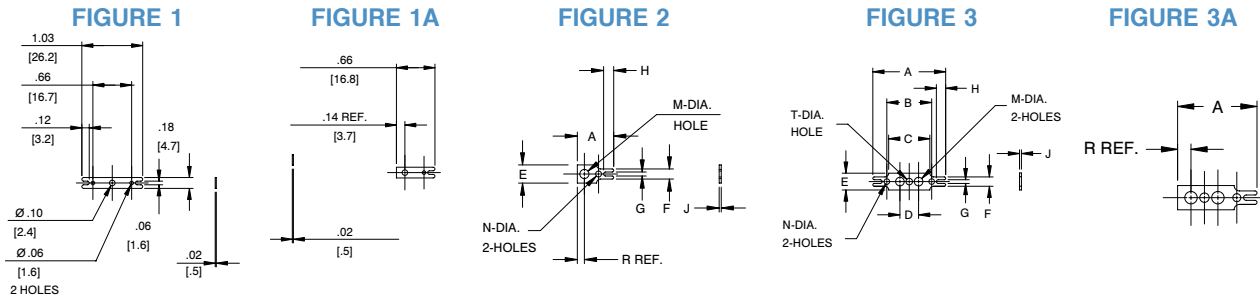 FIGURE 1
1.03
[26.2]
.66
[16.7]
.12
[3.2]
.18
[4.7]
Ø.10
[2.4]
.06
[1.6]
Ø.06
[1.6]
2 HOLES
.02
[.5]
FIGURE 1A
.66
[16.8]
.14 REF.
[3.7]
.02
[.5]
FIGURE 2
H
M-DIA.
HOLE
A
E
G
F
J
N-DIA.
2-HOLES
R REF.
FIGURE 3
A
H
B
T-DIA.
HOLE
M-DIA.
2-HOLES
C
J
E
G
F
D
N-DIA.
2-HOLES
FIGURE 3A
A
R REF.